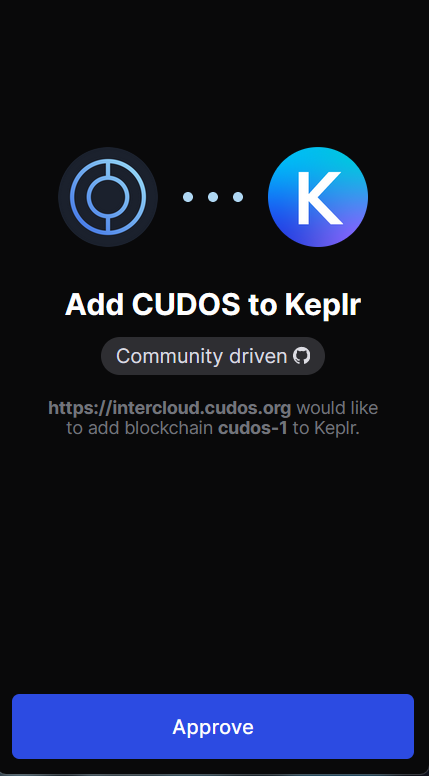 K
Add CUDOS to Keplr
Community driven
https://intercloud.cudos.org would like
to add blockchain cudos-1 to Keplr.
Approve